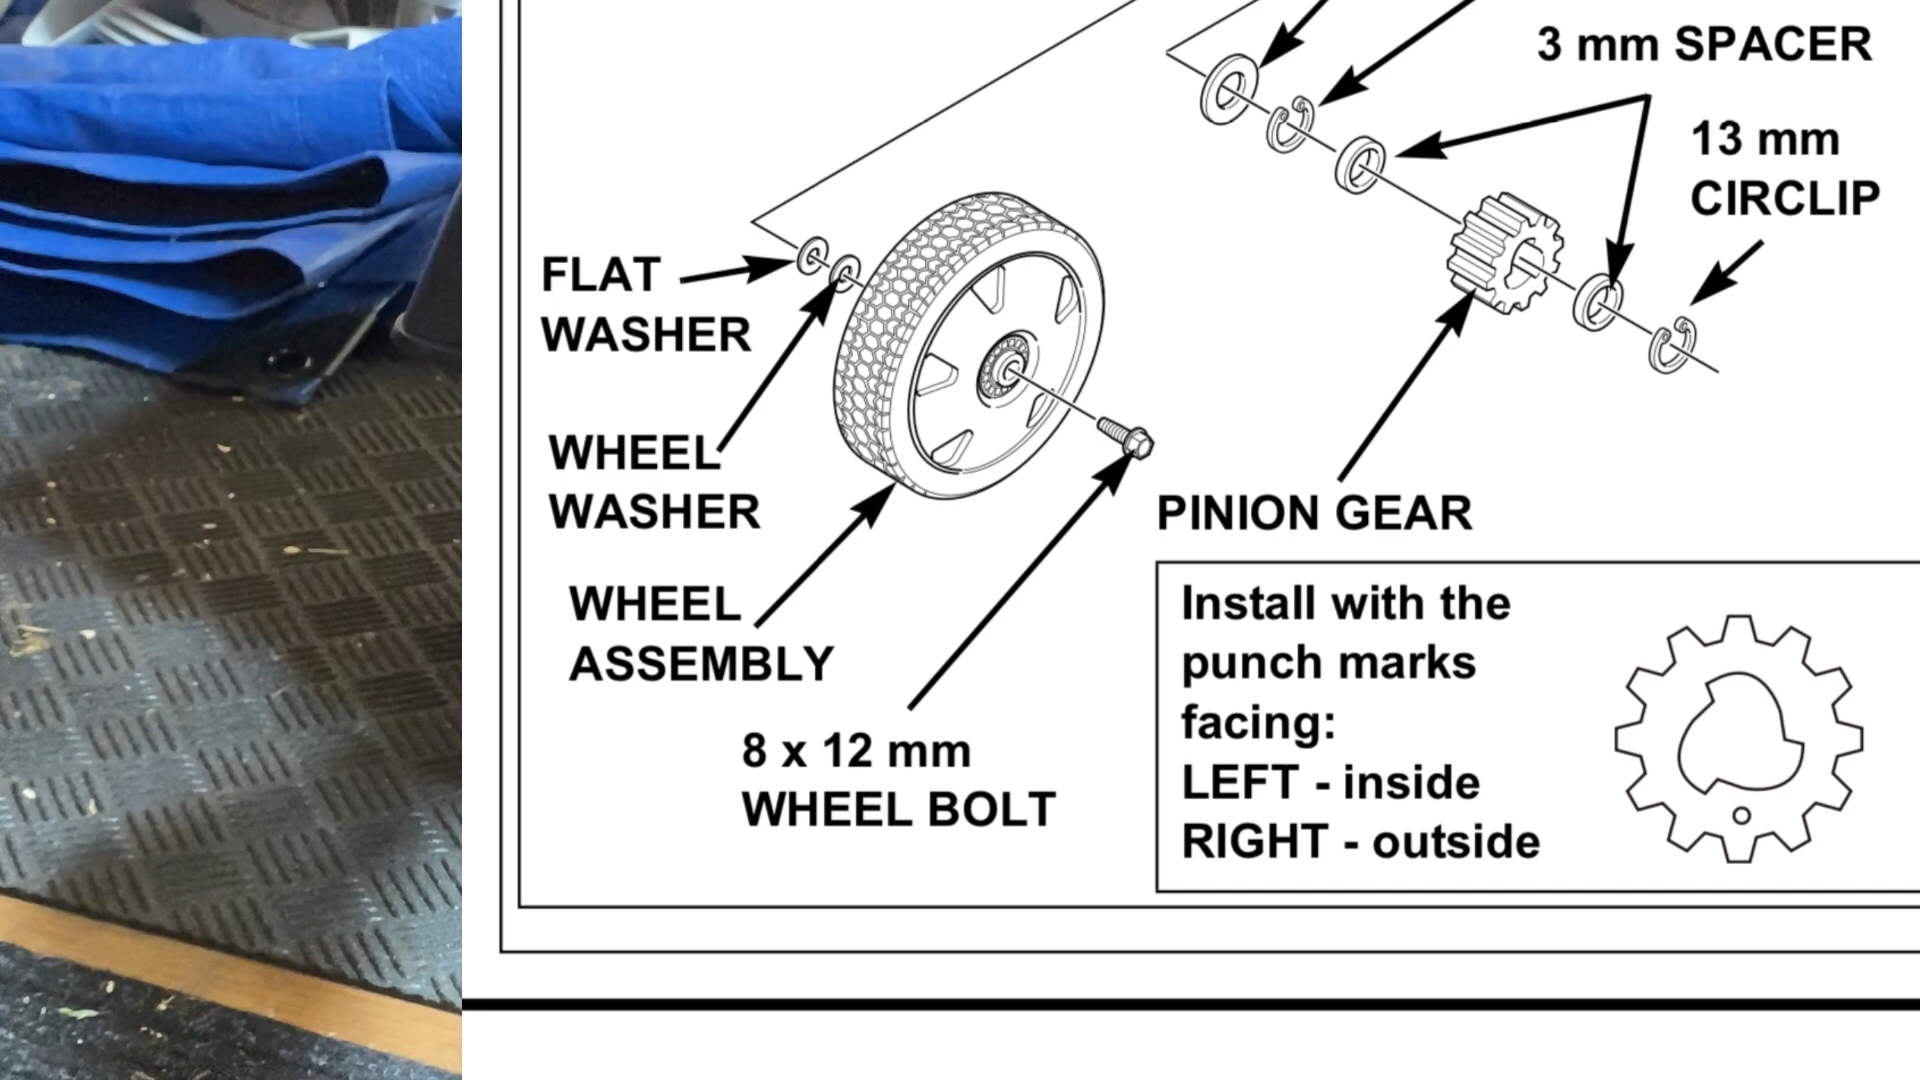 3 mm SPACER
13 mm
CIRCLIP
FLAT
WASHER
WHEEL
WASHER
PINION GEAR
WHEEL
ASSEMBLY
8 x 12 mm
WHEEL BOLT
Install with the
punch marks
facing:
LEFT - inside
RIGHT - outside